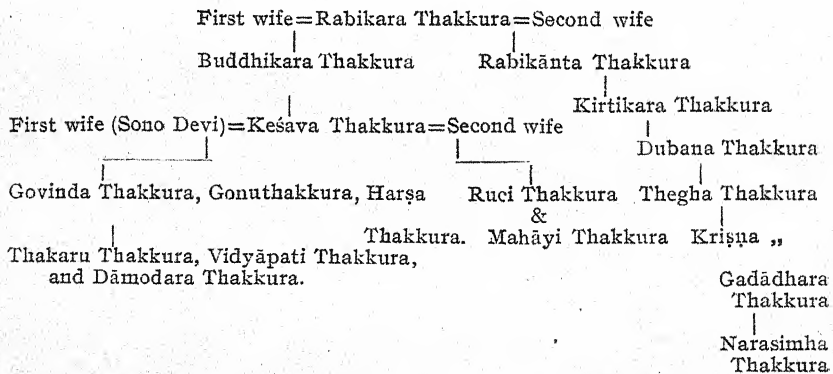 First wife=Rabikara Thakkura=Second wife
Buddhikara Thakkura Rabikānta Thakkura
Kirtikara Thakkura
First wife (Sono Devi)=Keśava Thakkura=Second wife
Dubana Thakkura
Govinda Thakkura, Gonuthakkura, Harṣa Ruci Thakkura Thegha Thakkura
&
Thakkura. Mahāyi Thakkura Kriṣṇa „
Thakaru Thakkura, Vidyāpati Thakkura,
and Dāmodara Thakkura.
Gadādhara
Thakkura
Narasimha
Thakkura